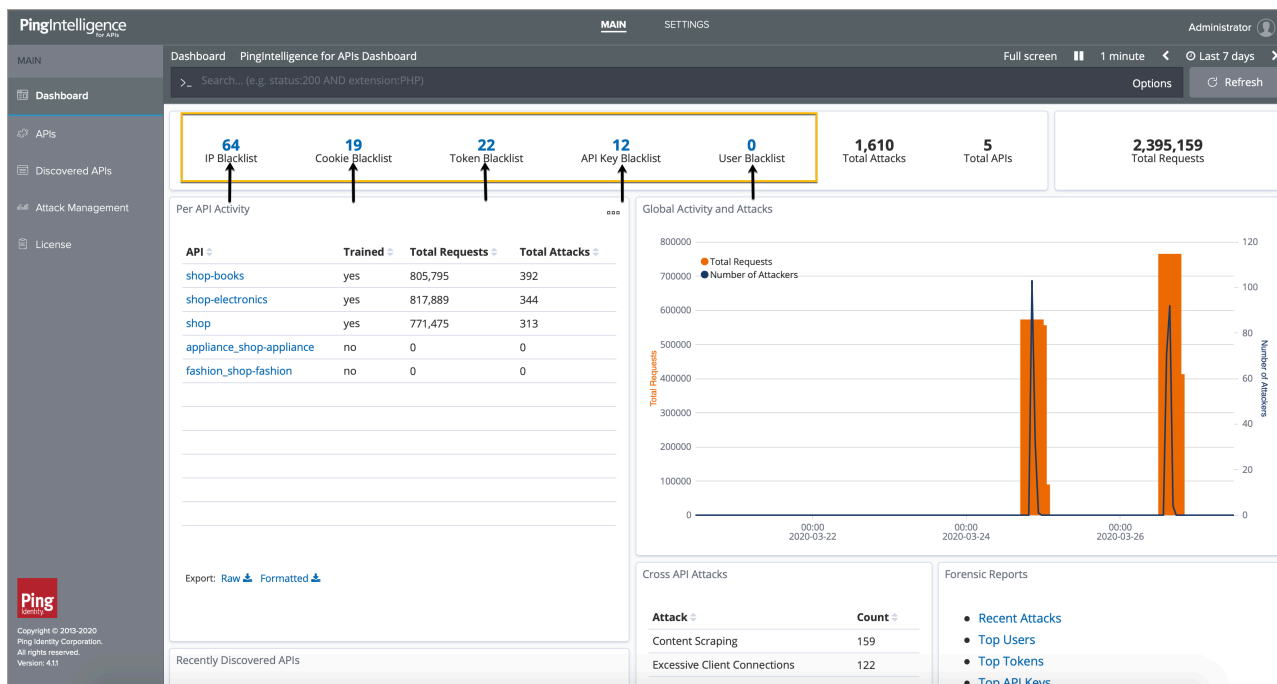 PingIntelligence
for APIs
MAIN
SETTINGS
Administrator
MAIN
Dashboard
APIs
Discovered APIs
Attack Management
License
Ping
Identity
Copyright © 2013-2020
Ping Identity Corporation.
All rights reserved.
Version: 4.1.1
Dashboard PingIntelligence for APIs Dashboard
Full screen 1 minute Last 7 days
>_ Search... (e.g. status:200 AND extension:PHP)
Options Refresh
64 19 22 12 0 1,610 5 2,395,159
IP Blacklist Cookie Blacklist Token Blacklist API Key Blacklist User Blacklist Total Attacks Total APIs Total Requests
Per API Activity
API Trained Total Requests Total Attacks
shop-books yes 805,795 392
shop-electronics yes 817,889 344
shop yes 771,475 313
appliance_shop-appliance no 0 0
fashion_shop-fashion no 0 0
Export: Raw Formatted
Recently Discovered APIs
Global Activity and Attacks
Total Requests
Number of Attackers
Total Requests
800000
700000
600000
500000
400000
300000
200000
100000
0
120
100
80
60
40
20
0
Number of Attackers
00:00 00:00 00:00
2020-03-22 2020-03-24 2020-03-26
Cross API Attacks
Attack Count
Content Scraping 159
Excessive Client Connections 122
Forensic Reports
Recent Attacks
Top Users
Top Tokens
Top API Keys